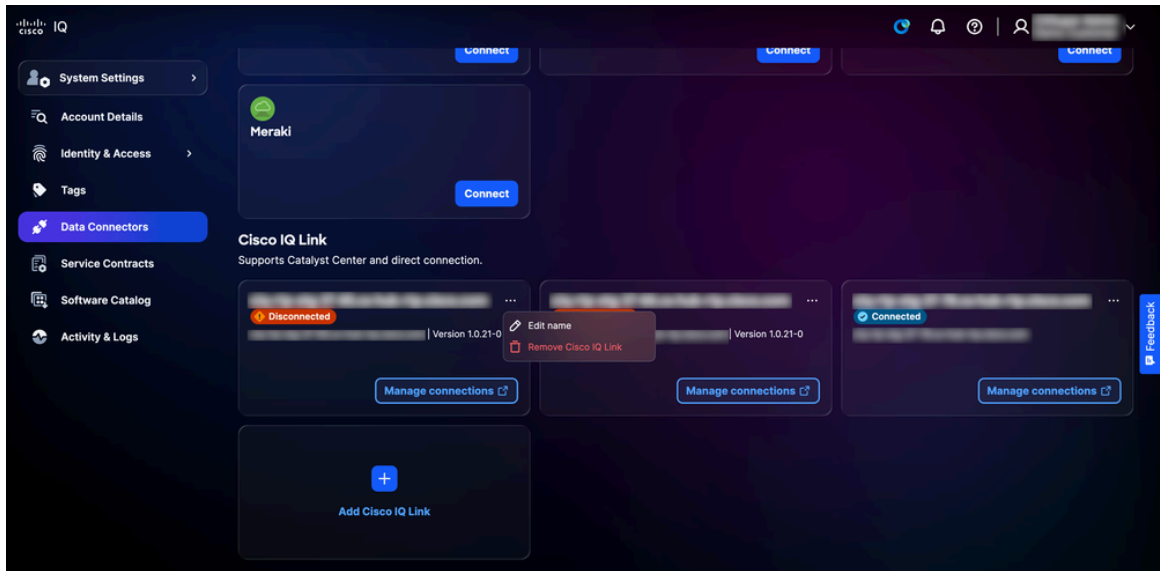 cisco IQ
Connect
Connect
Connect
System Settings
Account Details
Identity & Access
Tags
Data Connectors
Service Contracts
Software Catalog
Activity & Logs
Meraki
Connect
Cisco IQ Link
Supports Catalyst Center and direct connection.
Disconnected
| Version 1.0.21-0
Edit name
Remove Cisco IQ Link
| Version 1.0.21-0
Connected
Manage connections
Manage connections
Manage connections
Add Cisco IQ Link
Feedback